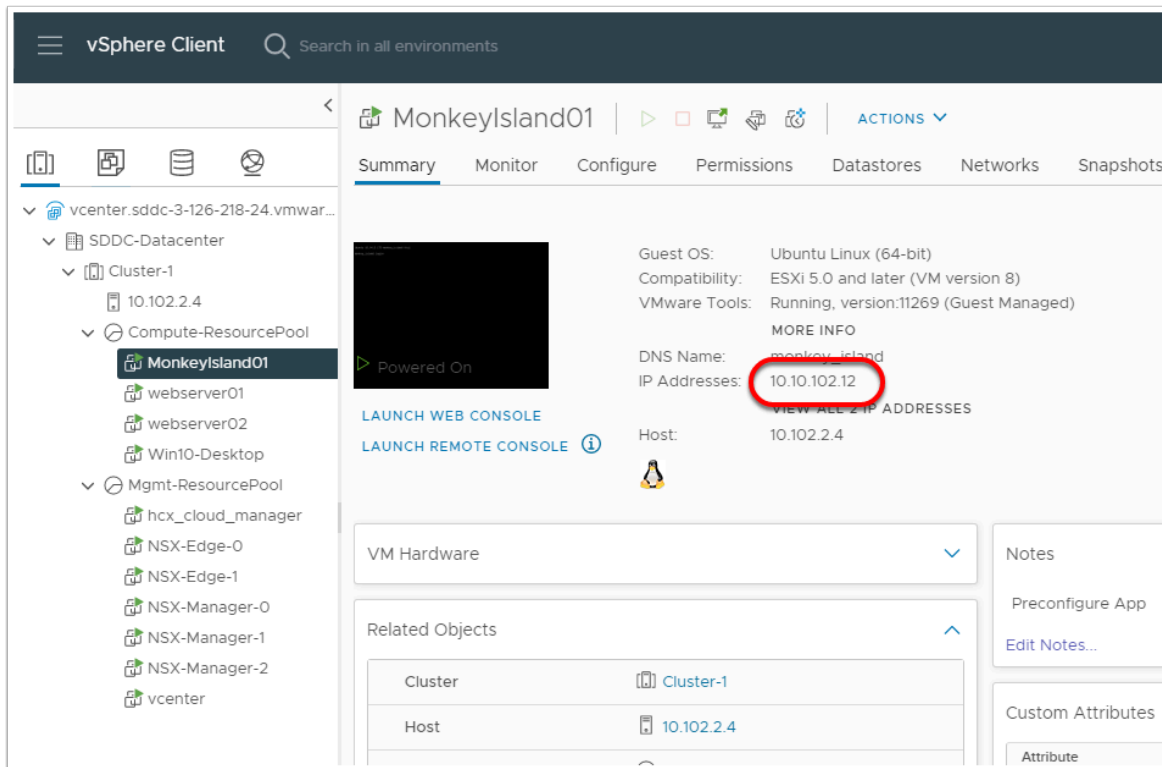 vSphere Client
Search in all environments
MonkeyIsland01
ACTIONS
Summary Monitor Configure Permissions Datastores Networks Snapshots
vcenter.sddc-3-126-218-24.vmwar...
SDDC-Datacenter
Cluster-1
10.102.2.4
Compute-ResourcePool
MonkeyIsland01
webserver01
webserver02
Win10-Desktop
Mgmt-ResourcePool
hcx_cloud_manager
NSX-Edge-0
NSX-Edge-1
NSX-Manager-0
NSX-Manager-1
NSX-Manager-2
vcenter
Powered On
LAUNCH WEB CONSOLE
LAUNCH REMOTE CONSOLE
Guest OS: Ubuntu Linux (64-bit)
Compatibility: ESXi 5.0 and later (VM version 8)
VMware Tools: Running, version:11269 (Guest Managed)
MORE INFO
DNS Name: monkey_island
IP Addresses: 10.10.102.12
VIEW ALL 2 IP ADDRESSES
Host: 10.102.2.4
VM Hardware
Related Objects
Cluster Cluster-1
Host 10.102.2.4
Notes
Preconfigure App
Edit Notes...
Custom Attributes
Attribute